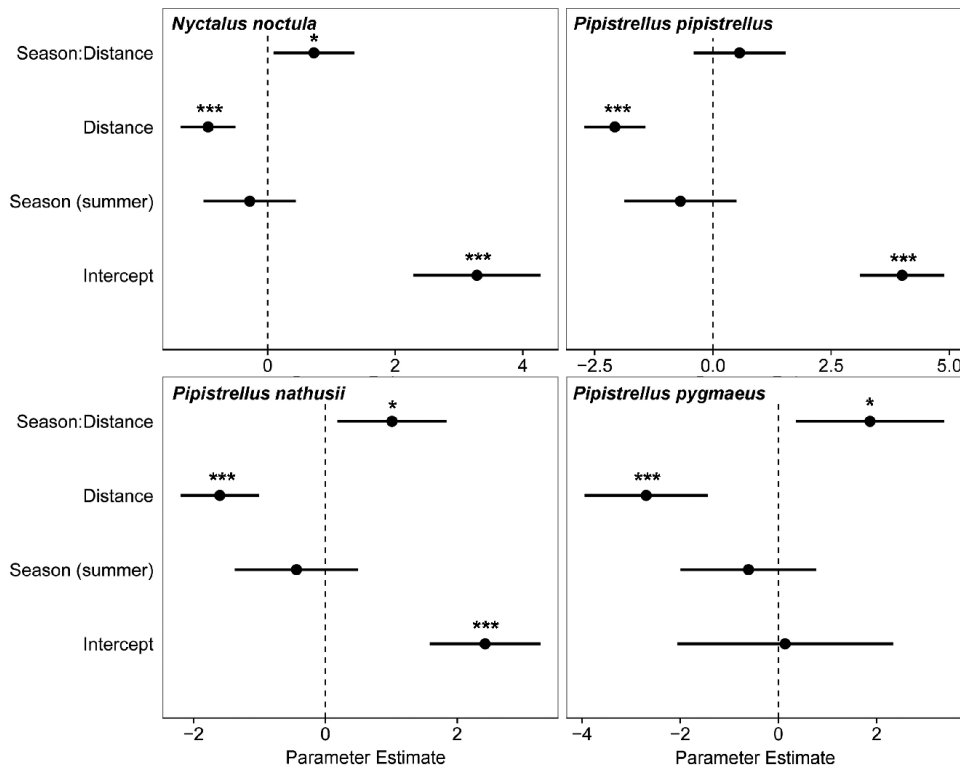 Nyctalus noctula
Pipistrellus pipistrellus
Season:Distance
*
Distance
***
***
Season (summer)
Intercept
***
***
0 2 4
−2.5 0.0 2.5 5.0
Pipistrellus nathusii
Pipistrellus pygmaeus
Season:Distance
*
*
Distance
***
***
Season (summer)
Intercept
***
−2 0 2
−4 −2 0 2
Parameter Estimate
Parameter Estimate